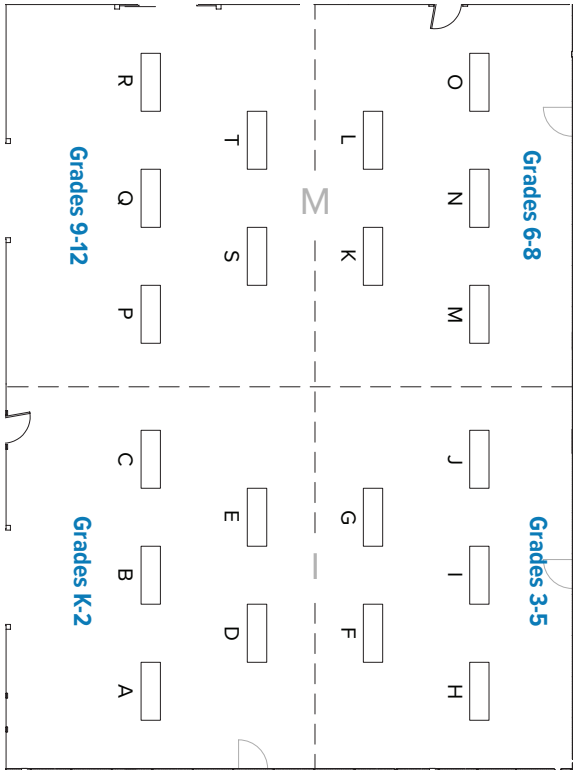 Grades 6-8
Grades 3-5
O
N
M
J
I
H
L
K
G
F
M
I
T
S
E
D
R
Q
P
C
B
A
Grades 9-12
Grades K-2